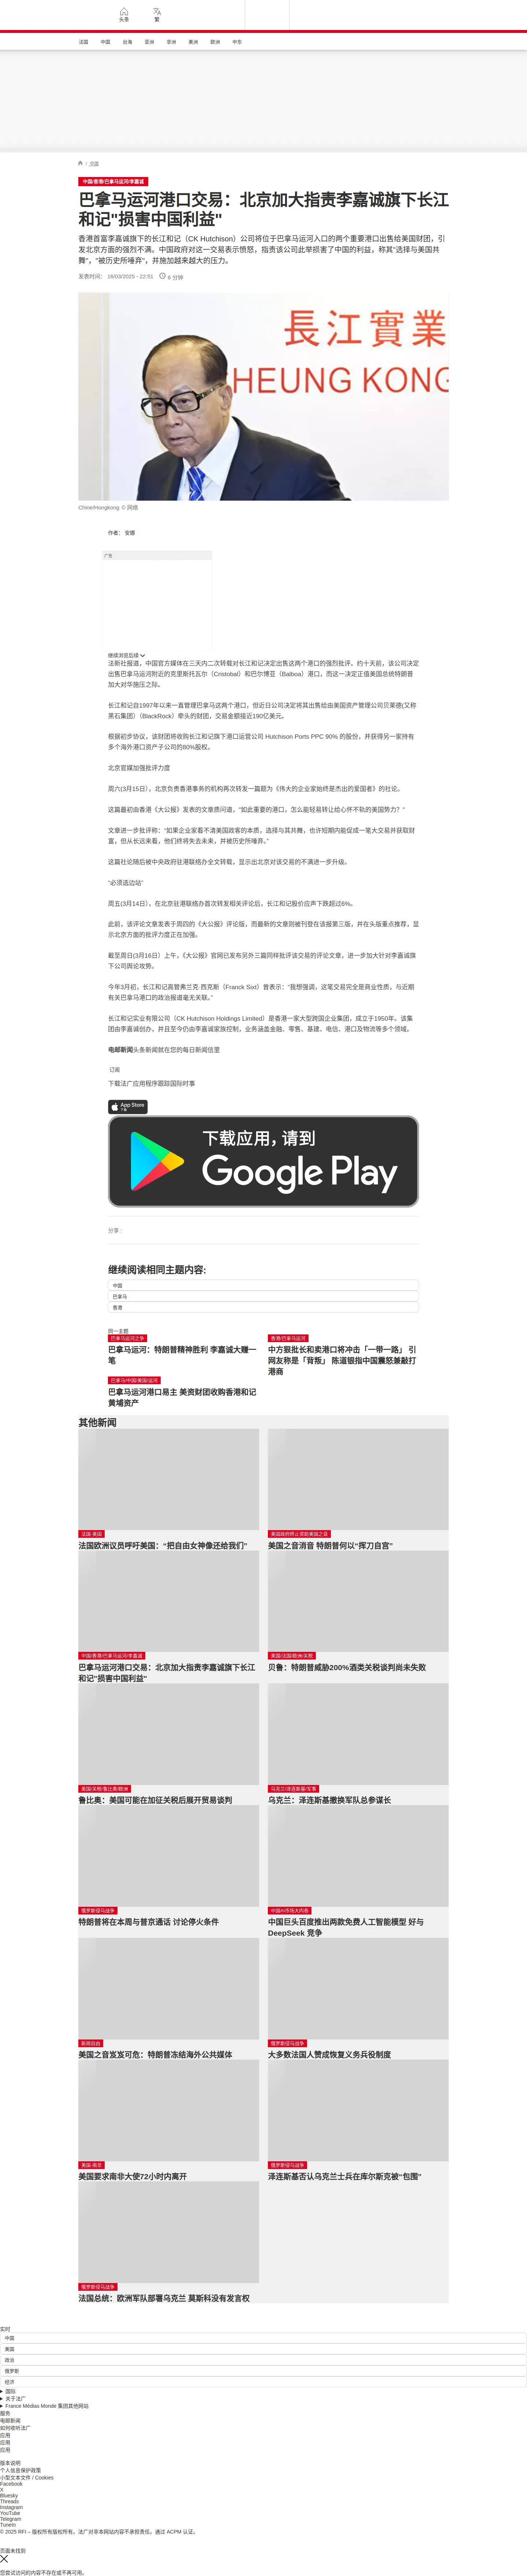 头条
繁
法国
中国
台海
亚洲
非洲
美洲
欧洲
中东
/ 中国
中国/香港/巴拿马运河/李嘉诚
巴拿马运河港口交易：北京加大指责李嘉诚旗下长江
和记"损害中国利益"
香港首富李嘉诚旗下的长江和记（CK Hutchison）公司将位于巴拿马运河入口的两个重要港口出售给美国财团，引
发北京方面的强烈不满。中国政府对这一交易表示愤怒，指责该公司此举损害了中国的利益，称其“选择与美国共
舞”、“被历史所唾弃”，并施加越来越大的压力。
发表时间： 16/03/2025 - 22:51 6 分钟
長江實業
HEUNG KONG
Chine/Hongkong © 网络
作者： 安娜
广告
继续浏览后续
法新社报道，中国官方媒体在三天内二次转载对长江和记决定出售这两个港口的强烈批评。约十天前，该公司决定
出售巴拿马运河附近的克里斯托瓦尔（Cristobal）和巴尔博亚（Balboa）港口，而这一决定正值美国总统特朗普
加大对华施压之际。
长江和记自1997年以来一直管理巴拿马这两个港口，但近日公司决定将其出售给由美国资产管理公司贝莱德(又称
黑石集团）（BlackRock）牵头的财团，交易金额接近190亿美元。
根据初步协议，该财团将收购长江和记旗下港口运营公司 Hutchison Ports PPC 90% 的股份，并获得另一家持有
多个海外港口资产子公司的80%股权。
北京官媒加强批评力度
周六(3月15日），北京负责香港事务的机构再次转发一篇题为《伟大的企业家始终是杰出的爱国者》的社论。
这篇最初由香港《大公报》发表的文章质问道，“如此重要的港口，怎么能轻易转让给心怀不轨的美国势力？”
文章进一步批评称：“如果企业家看不清美国政客的本质，选择与其共舞，也许短期内能促成一笔大交易并获取财
富，但从长远来看，他们终将失去未来，并被历史所唾弃。”
这篇社论随后被中央政府驻港联络办全文转载，显示出北京对该交易的不满进一步升级。
“必须选边站”
周五(3月14日），在北京驻港联络办首次转发相关评论后，长江和记股价应声下跌超过6%。
此前，该评论文章发表于周四的《大公报》评论版，而最新的文章则被刊登在该报第三版，并在头版重点推荐，显
示北京方面的批评力度正在加强。
截至周日(3月16日）上午，《大公报》官网已发布另外三篇同样批评该交易的评论文章，进一步加大针对李嘉诚旗
下公司舆论攻势。
今年3月初，长江和记高管弗兰克·西克斯（Franck Sixt）曾表示：“我想强调，这笔交易完全是商业性质，与近期
有关巴拿马港口的政治报道毫无关联。”
长江和记实业有限公司（CK Hutchison Holdings Limited）是香港一家大型跨国企业集团，成立于1950年。该集
团由李嘉诚创办，并且至今仍由李嘉诚家族控制，业务涵盖金融、零售、基建、电信、港口及物流等多个领域。
电邮新闻头条新闻就在您的每日新闻信里
订阅
下载法广应用程序跟踪国际时事
App Store
下载
下载应用，请到
Google Play
分享 :
继续阅读相同主题内容:
中国
巴拿马
香港
同一主题
巴拿马运河之争
巴拿马运河：特朗普精神胜利 李嘉诚大赚一
笔
香港/巴拿马运河
中方狠批长和卖港口将冲击「一带一路」 引
网友称是「背叛」 陈道银指中国震怒兼敲打
港商
巴拿马/中国/美国/运河
巴拿马运河港口易主 美资财团收购香港和记
黄埔资产
其他新闻
法国-美国
法国欧洲议员呼吁美国：“把自由女神像还给我们”
美国政府终止资助美国之音
美国之音消音 特朗普何以“挥刀自宫”
中国/香港/巴拿马运河/李嘉诚
巴拿马运河港口交易：北京加大指责李嘉诚旗下长江
和记"损害中国利益"
美国/法国/欧洲/关税
贝鲁：特朗普威胁200%酒类关税谈判尚未失败
美国/关税/鲁比奥/欧洲
鲁比奥：美国可能在加征关税后展开贸易谈判
乌克兰/泽连斯基/军事
乌克兰：泽连斯基撤换军队总参谋长
俄罗斯侵乌战争
特朗普将在本周与普京通话 讨论停火条件
中国AI市场大内卷
中国巨头百度推出两款免费人工智能模型 好与
DeepSeek 竞争
新闻自由
美国之音岌岌可危：特朗普冻结海外公共媒体
俄罗斯侵乌战争
大多数法国人赞成恢复义务兵役制度
美国-南非
美国要求南非大使72小时内离开
俄罗斯侵乌战争
泽连斯基否认乌克兰士兵在库尔斯克被“包围”
俄罗斯侵乌战争
法国总统：欧洲军队部署乌克兰 莫斯科没有发言权
实时
中国
美国
政治
俄罗斯
经济
国际
关于法广
France Médias Monde 集团其他网站
服务
电邮新闻
如何收听法广
应用
应用
应用
版本说明
个人信息保护政策
小型文本文件 / Cookies
Facebook
X
Bluesky
Threads
Instagram
YouTube
Telegram
TuneIn
© 2025 RFI – 版权所有版权所有。法广对非本网站内容不承担责任。通过 ACPM 认证。
页面未找到
您尝试访问的内容不存在或不再可用。